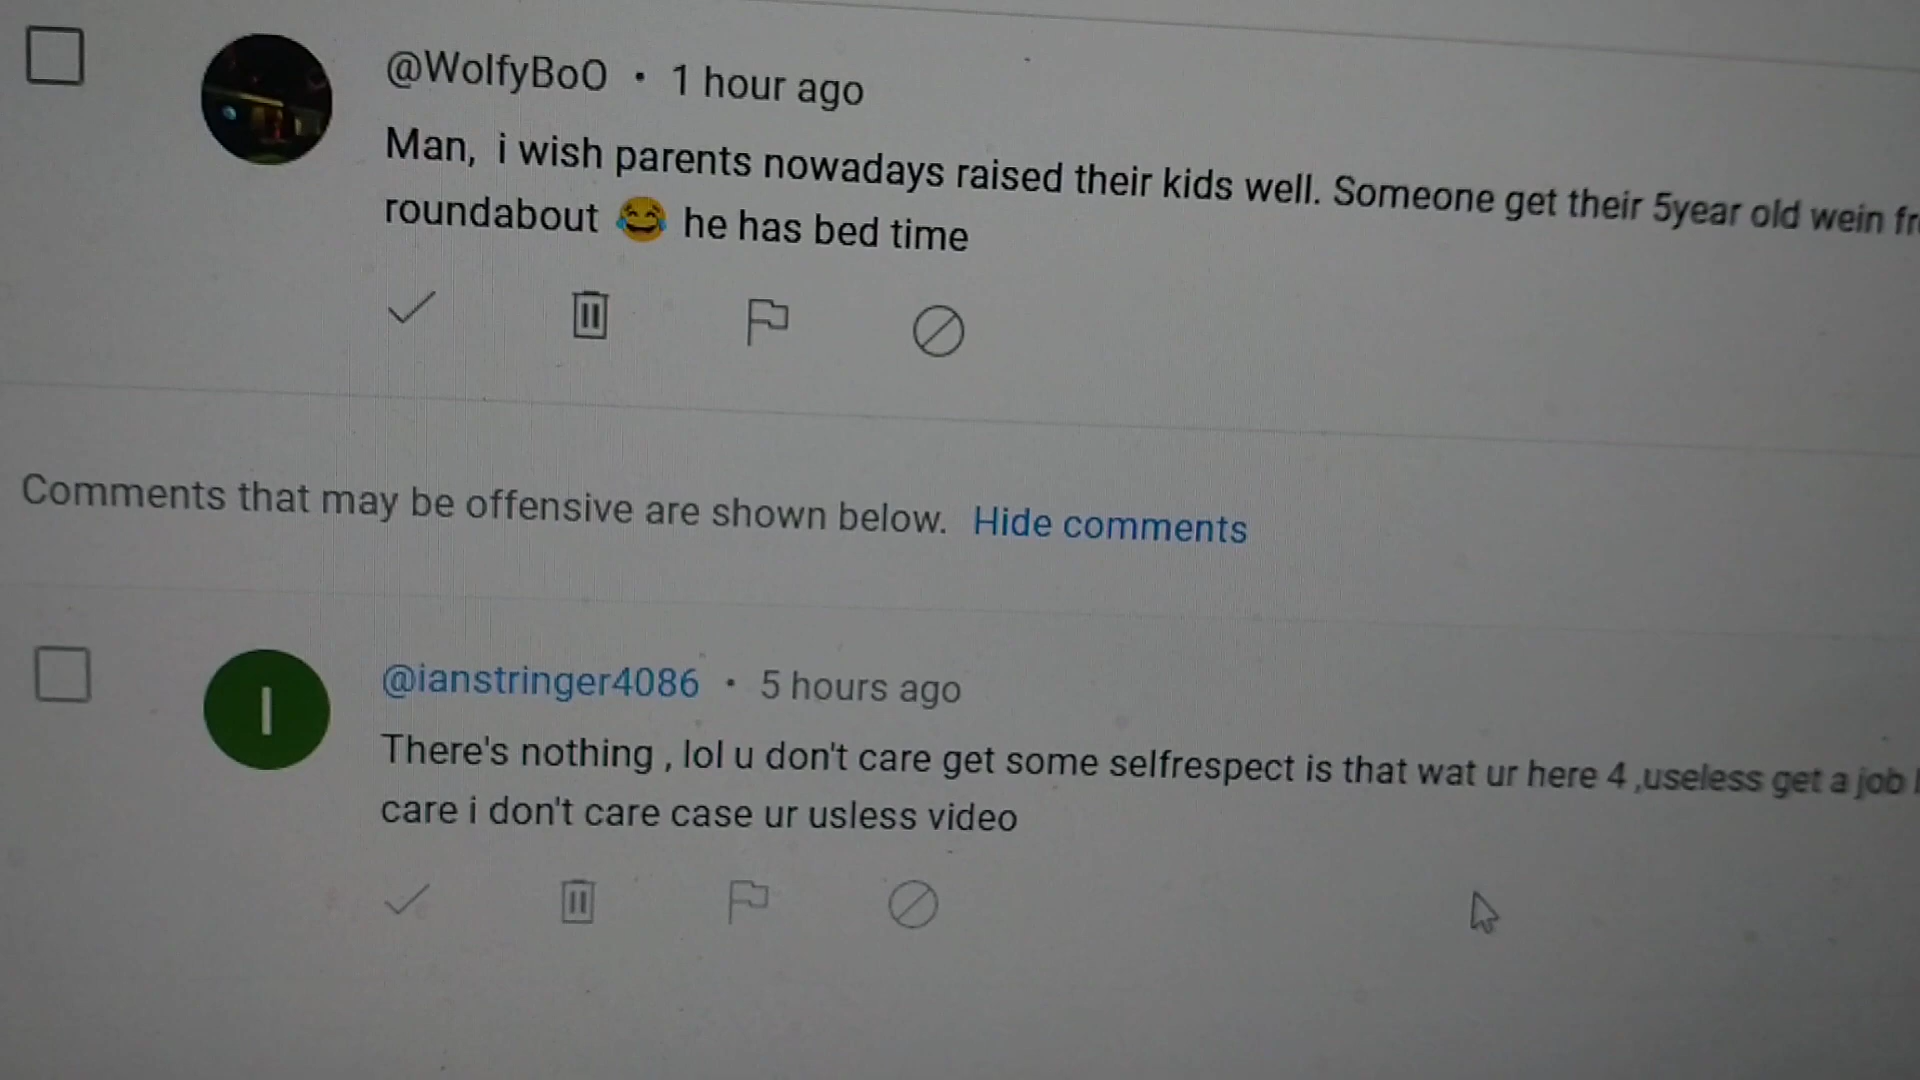 @WolfyBoO • 1 hour ago
Man, i wish parents nowadays raised their kids well. Someone get their 5year old wein
roundabout 😂 he has bed time
Comments that may be offensive are shown below. Hide comments
I
@ianstringer4086 • 5 hours ago
There's nothing , lol u don't care get some selfrespect is that wat ur here 4 ,useless get a job
care i don't care case ur usless video